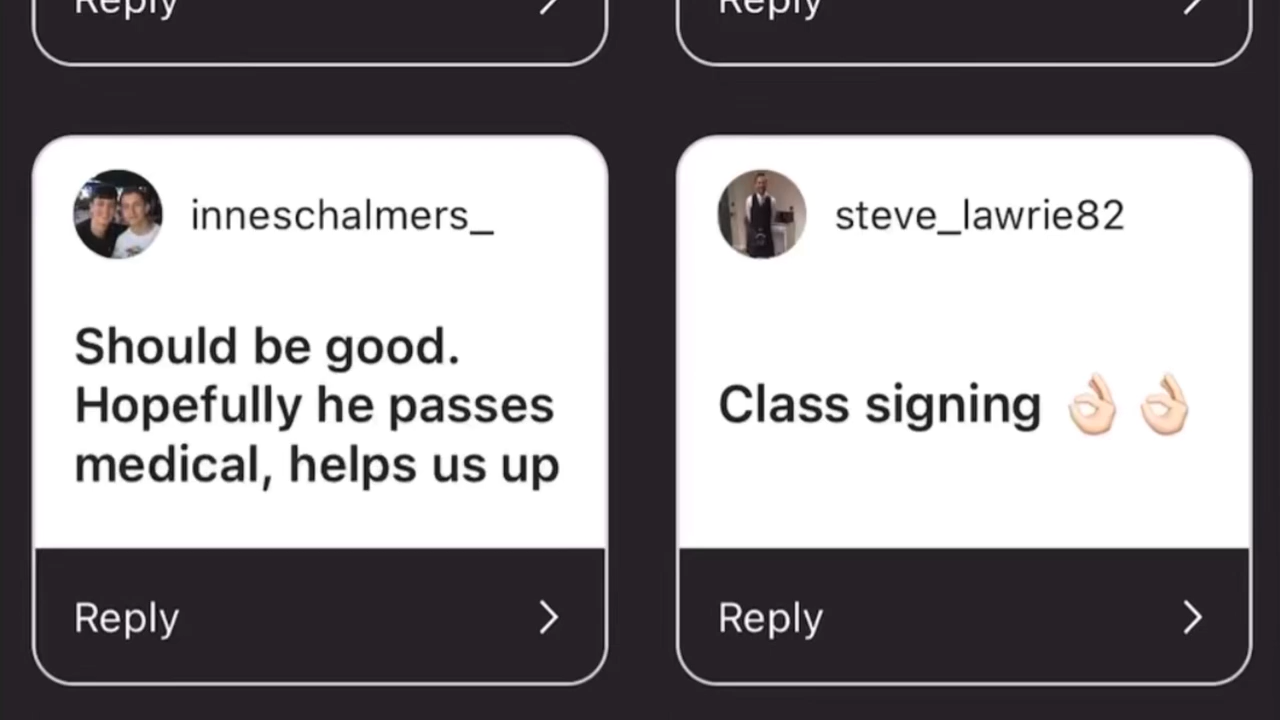 Reply
Reply
inneschalmers_
Should be good.
Hopefully he passes
medical, helps us up
Reply
steve_lawrie82
Class signing 👌🏻👌🏻
Reply